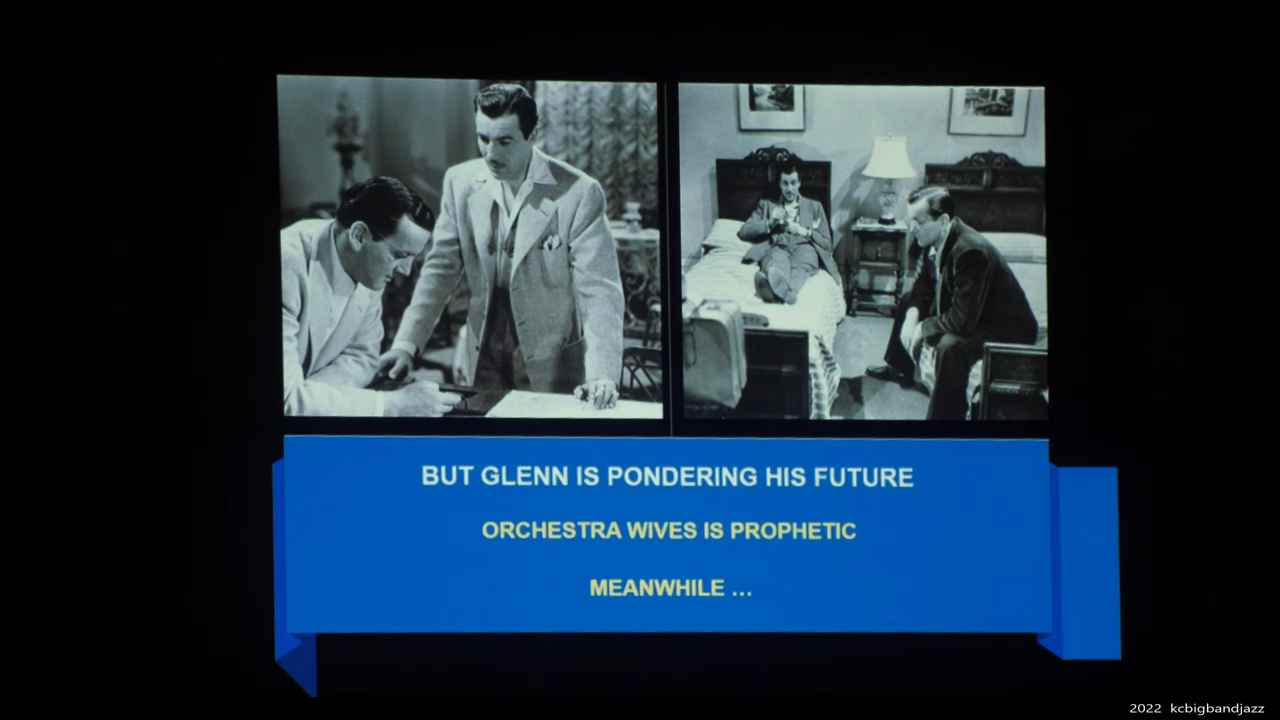 BUT GLENN IS PONDERING HIS FUTURE
ORCHESTRA WIVES IS PROPHETIC
MEANWHILE ...
2022 kcbigbandjazz